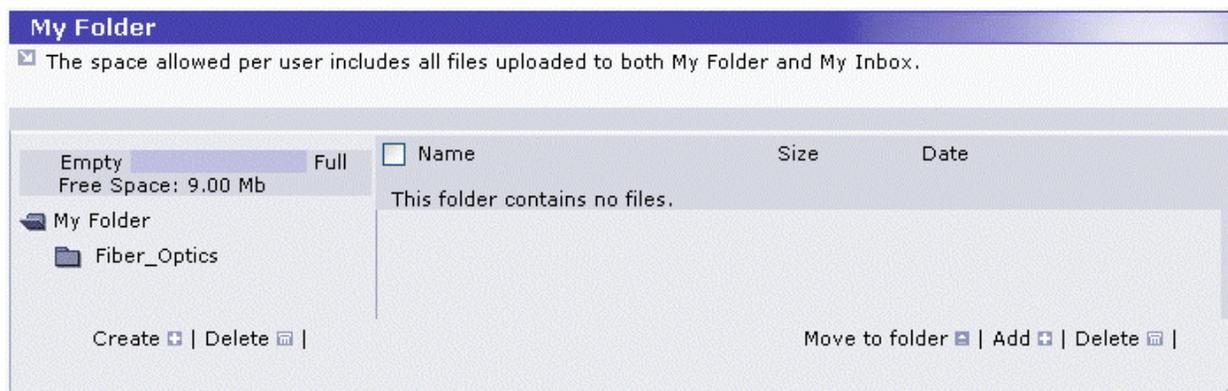 My Folder
The space allowed per user includes all files uploaded to both My Folder and My Inbox.
Empty Full
Free Space: 9.00 Mb
My Folder
Fiber_Optics
Create | Delete |
Name Size Date
This folder contains no files.
Move to folder | Add | Delete |